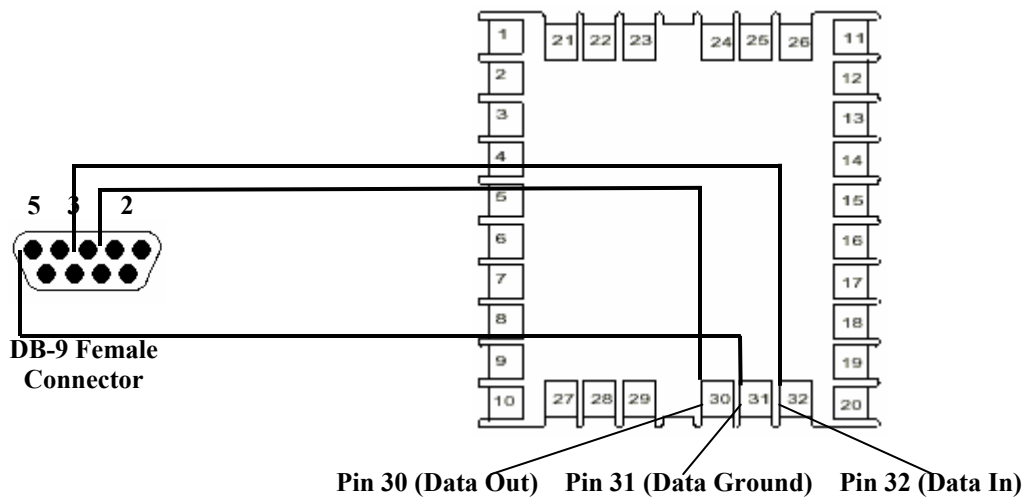 1 21 22 23 24 25 26 11
2 12
3 13
4 14
5 3 2
5 15
6 16
7 17
8 18
DB-9 Female
Connector
9 19
10 27 28 29 30 31 32 20
Pin 30 (Data Out) Pin 31 (Data Ground) Pin 32 (Data In)